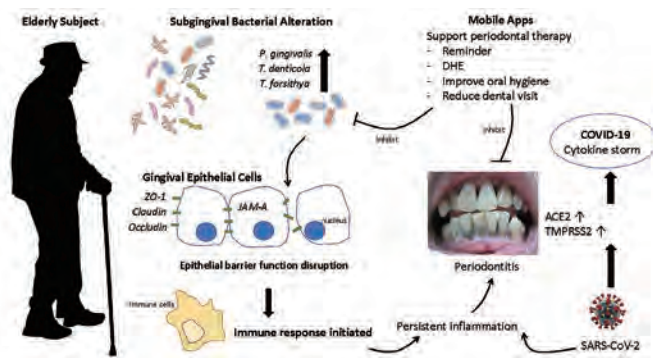 Elderly Subject
Subgingival Bacterial Alteration
P. gingivalis
T. denticola
T. forsithya
Mobile Apps
Support periodontal therapy
- Reminder
- DHE
- Improve oral hygiene
- Reduce dental visit
Inhibit
Inhibit
COVID-19
Cytokine storm
Gingival Epithelial Cells
ZO-1
Claudin
Occludin
JAM-A
nucleus
Epithelial barrier function disruption
ACE2 ↑
TMPRSS2 ↑
Periodontitis
Immune cells
Immune response initiated
Persistent Inflammation
SARS-CoV-2